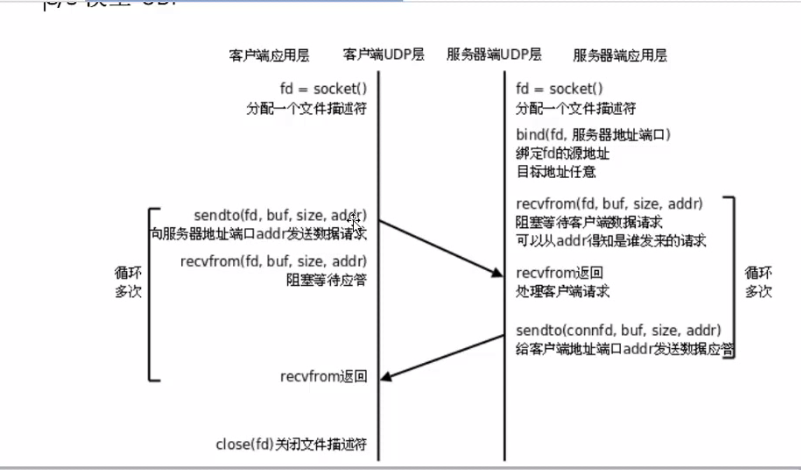 客户端应用层 客户端UDP层 服务器端UDP层 服务器端应用层
fd = socket()
分配一个文件描述符
sendto(fd, buf, size, addr)
向服务器地址端口addr发送数据请求
recvfrom(fd, buf, size, addr)
阻塞等待应答
循环
多次
recvfrom返回
close(fd)关闭文件描述符
fd = socket()
分配一个文件描述符
bind(fd, 服务器地址端口)
绑定fd的源地址
目标地址任意
recvfrom(fd, buf, size, addr)
阻塞等待客户端数据请求
可以从addr得知是谁发来的请求
recvfrom返回
处理客户端请求
循环
多次
sendto(connfd, buf, size, addr)
给客户端地址端口addr发送数据应答